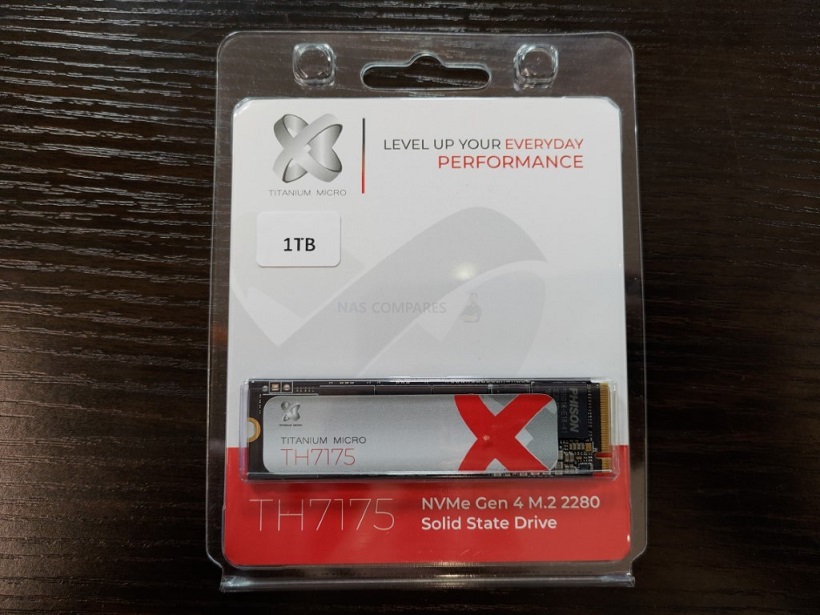 LEVEL UP YOUR EVERYDAY
PERFORMANCE
TITANIUM MICRO
1TB
NAS COMPARES
PHISON
TITANIUM MICRO
TH7175
TH7175
NVMe Gen 4 M.2 2280
Solid State Drive